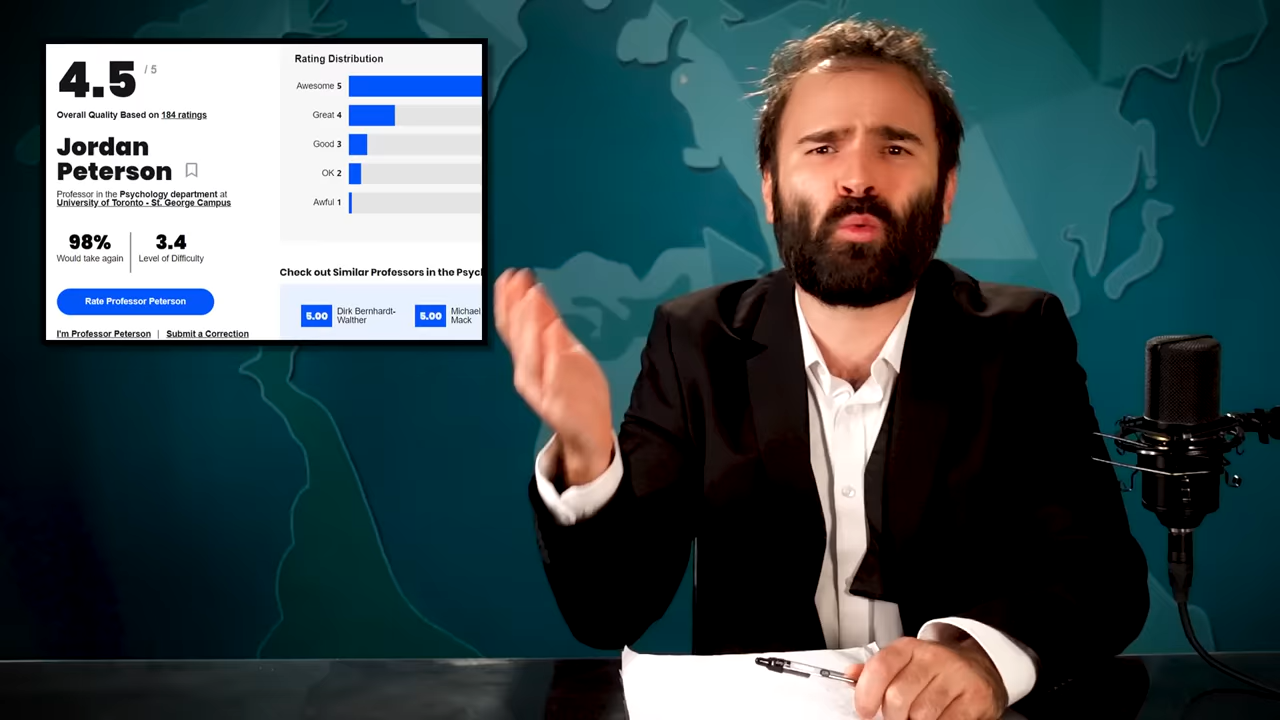 4.5 / 5
Overall Quality Based on 184 ratings
Jordan
Peterson
Professor in the Psychology department at
University of Toronto - St. George Campus
98%
Would take again
3.4
Level of Difficulty
Rate Professor Peterson
I'm Professor Peterson | Submit a Correction
Rating Distribution
Awesome 5
Great 4
Good 3
OK 2
Awful 1
Check out Similar Professors in the Psyc
5.00 Dirk Bernhardt-
Walther
5.00 Michael
Mack